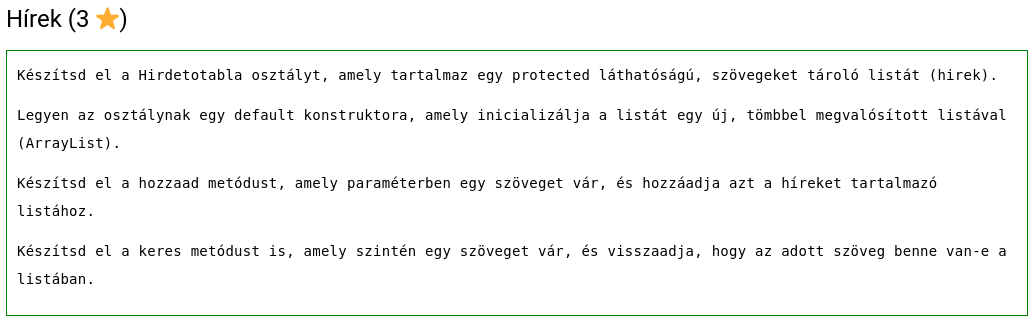 Hírek (3 ⭐)
Készítsd el a Hirdetotabla osztályt, amely tartalmaz egy protected láthatóságú, szövegeket tároló listát (hirek).
Legyen az osztálynak egy default konstruktora, amely inicializálja a listát egy új, tömbbel megvalósított listával
(ArrayList).
Készítsd el a hozzaad metódust, amely paraméterben egy szöveget vár, és hozzáadja azt a híreket tartalmazó
listához.
Készítsd el a keres metódust is, amely szintén egy szöveget vár, és visszaadja, hogy az adott szöveg benne van-e a
listában.